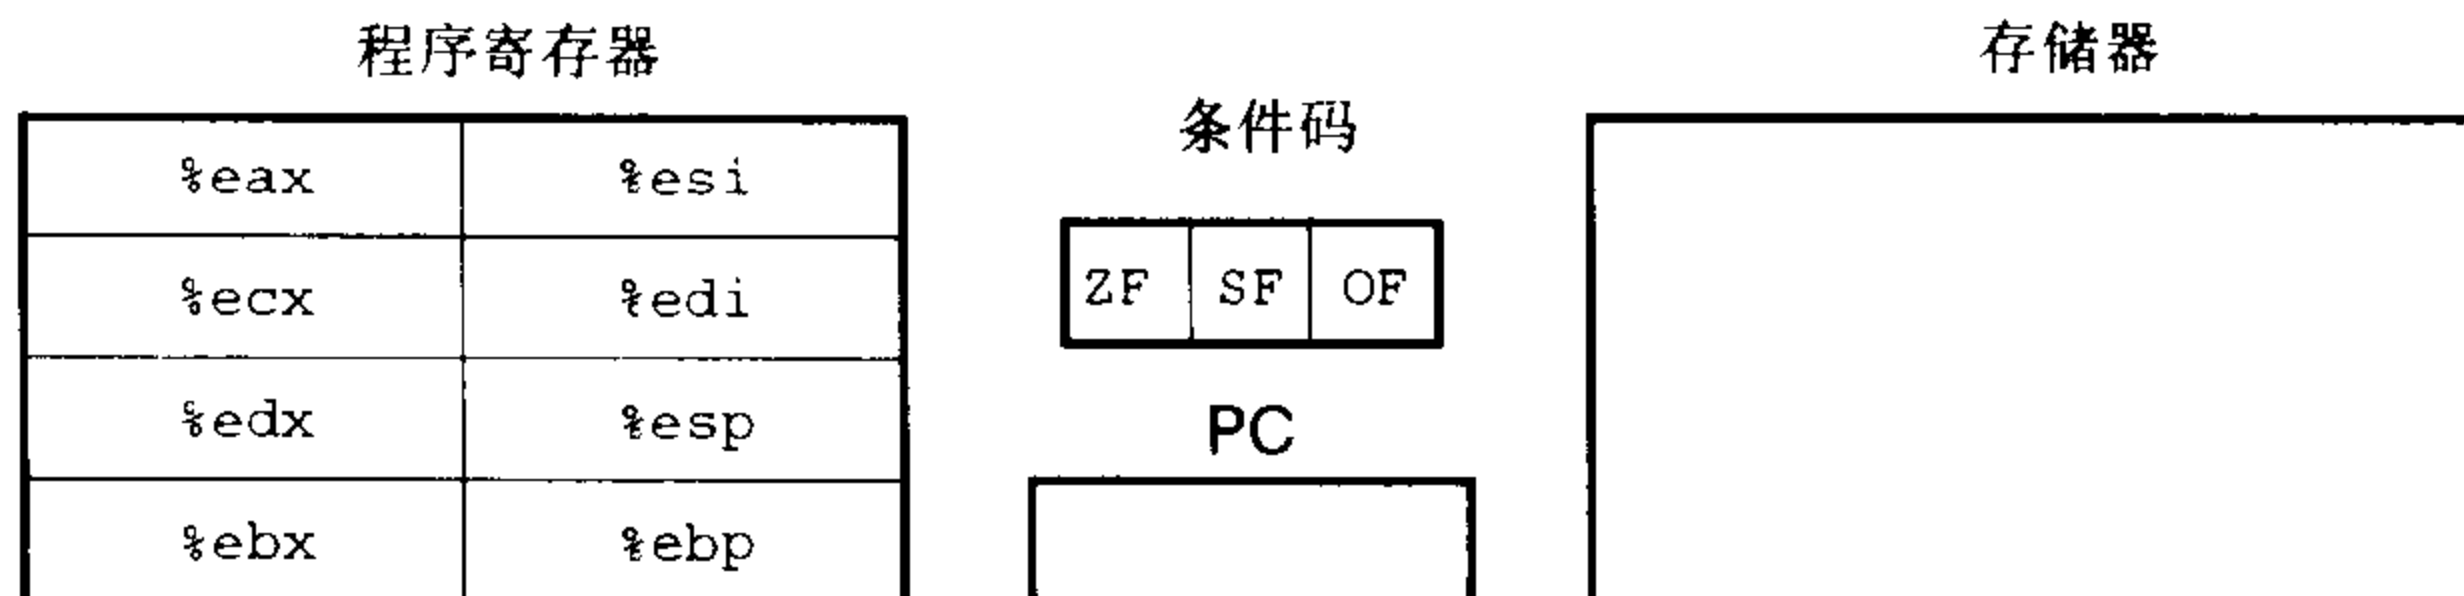 程序寄存器
%eax %esi
%ecx %edi
%edx %esp
%ebx %ebp
条件码
ZF SF OF
PC
存储器